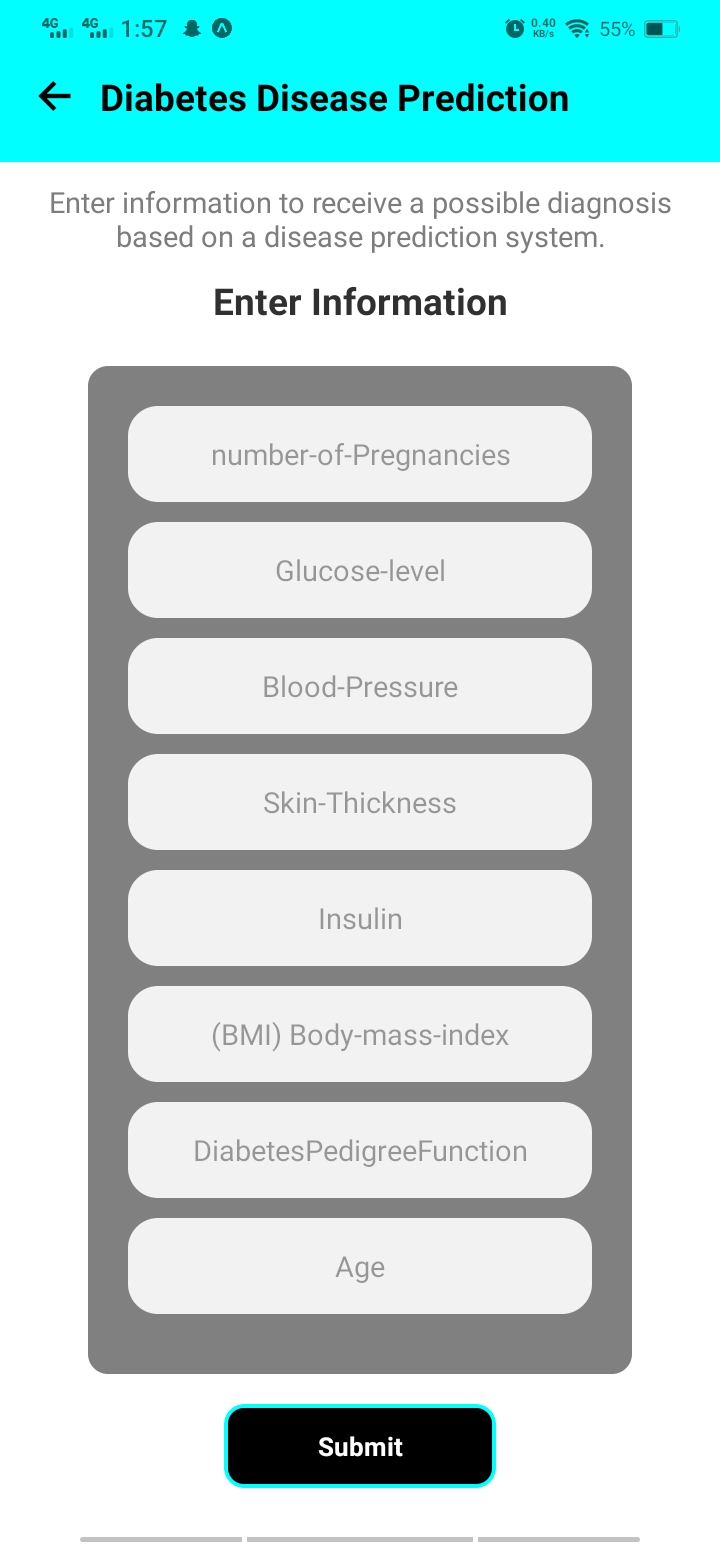 4G 4G 1:57 0.40 KB/s 55%
Diabetes Disease Prediction
Enter information to receive a possible diagnosis
based on a disease prediction system.
Enter Information
number-of-Pregnancies
Glucose-level
Blood-Pressure
Skin-Thickness
Insulin
(BMI) Body-mass-index
DiabetesPedigreeFunction
Age
Submit